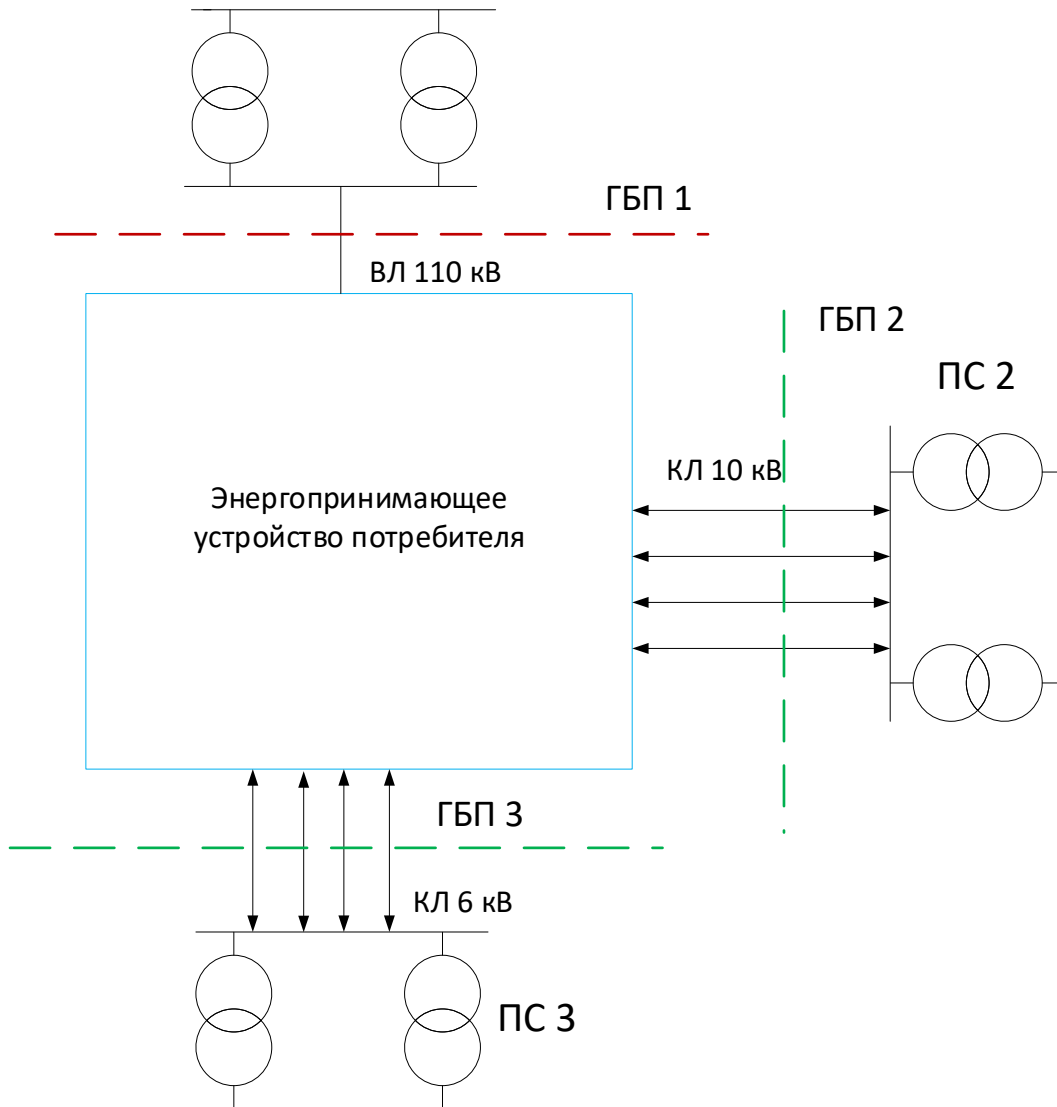 ГБП 1
ВЛ 110 кВ
ГБП 2
ПС 2
КЛ 10 кВ
Энергопринимающее
устройство потребителя
ГБП 3
КЛ 6 кВ
ПС 3